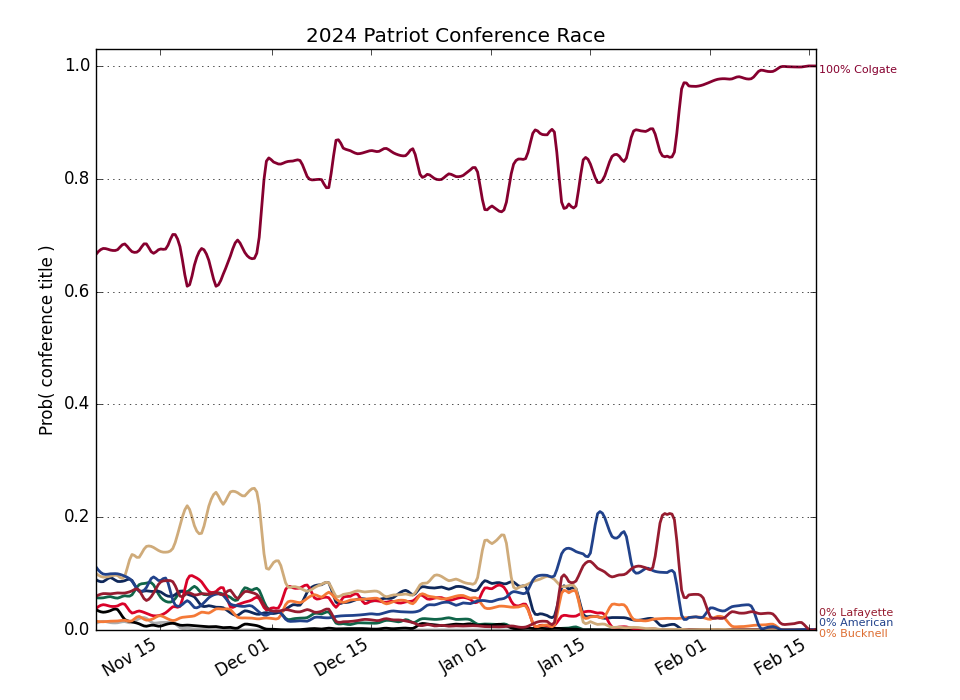 2024 Patriot Conference Race
Prob( conference title )
1.0
0.8
0.6
0.4
0.2
0.0
Nov 15
Dec 01
Dec 15
Jan 01
Jan 15
Feb 01
Feb 15
100% Colgate
0% Lafayette
0% American
0% Bucknell